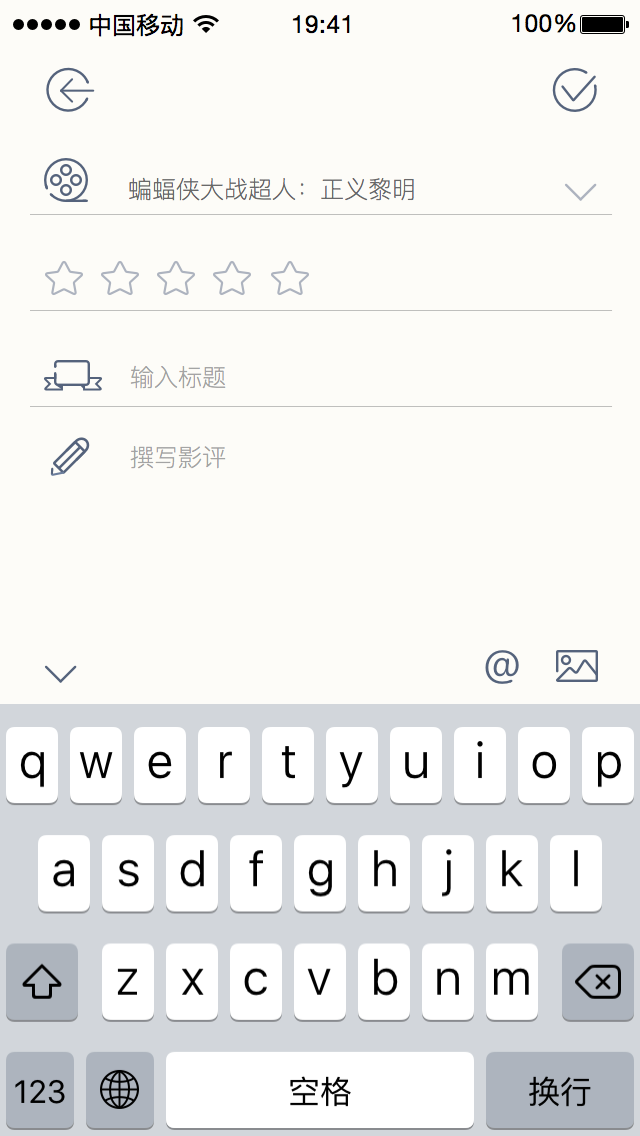 中国移动 19:41 100%
蝙蝠侠大战超人：正义黎明
输入标题
撰写影评
@
q w e r t y u i o p
a s d f g h j k l
z x c v b n m
123 空格 换行